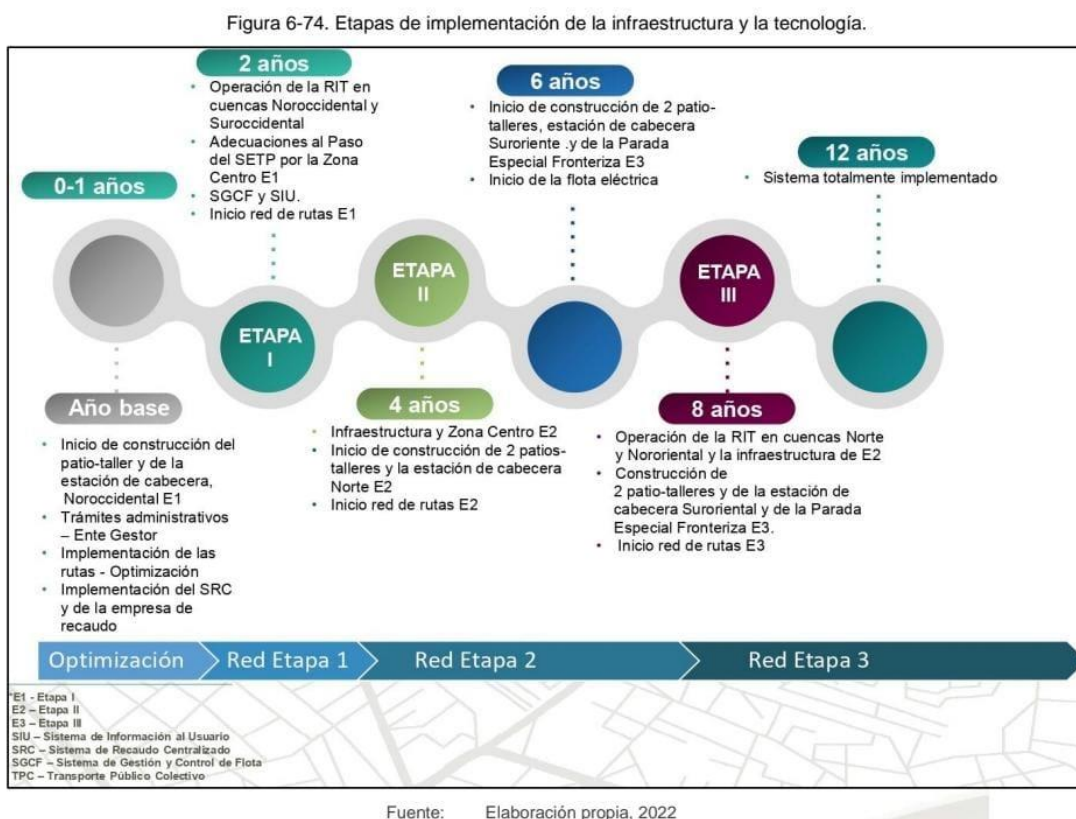 Figura 6-74. Etapas de implementación de la infraestructura y la tecnología.
0-1 años
2 años
• Operación de la RIT en
cuencas Noroccidental y
Suroccidental
• Adecuaciones al Paso
del SETP por la Zona
Centro E1
• SGCF y SIU.
• Inicio red de rutas E1
6 años
• Inicio de construcción de 2 patio-
talleres, estación de cabecera
Suroriente .y de la Parada
Especial Fronteriza E3
• Inicio de la flota eléctrica
12 años
• Sistema totalmente implementado
ETAPA
I
ETAPA
II
ETAPA
III
Año base
• Inicio de construcción del
patio-taller y de la
estación de cabecera,
Noroccidental E1
• Trámites administrativos
– Ente Gestor
• Implementación de las
rutas - Optimización
• Implementación del SRC
y de la empresa de
recaudo
4 años
• Infraestructura y Zona Centro E2
• Inicio de construcción de 2 patios-
talleres y la estación de cabecera
Norte E2
• Inicio red de rutas E2
8 años
• Operación de la RIT en cuencas Norte
y Nororiental y la infraestructura de E2
• Construcción de
2 patio-talleres y de la estación de
cabecera Suroriental y de la Parada
Especial Fronteriza E3.
• Inicio red de rutas E3
Optimización
Red Etapa 1
Red Etapa 2
Red Etapa 3
*E1 - Etapa I
E2 – Etapa II
E3 – Etapa III
SIU – Sistema de Información al Usuario
SRC – Sistema de Recaudo Centralizado
SGCF – Sistema de Gestión y Control de Flota
TPC – Transporte Público Colectivo
Fuente: Elaboración propia, 2022